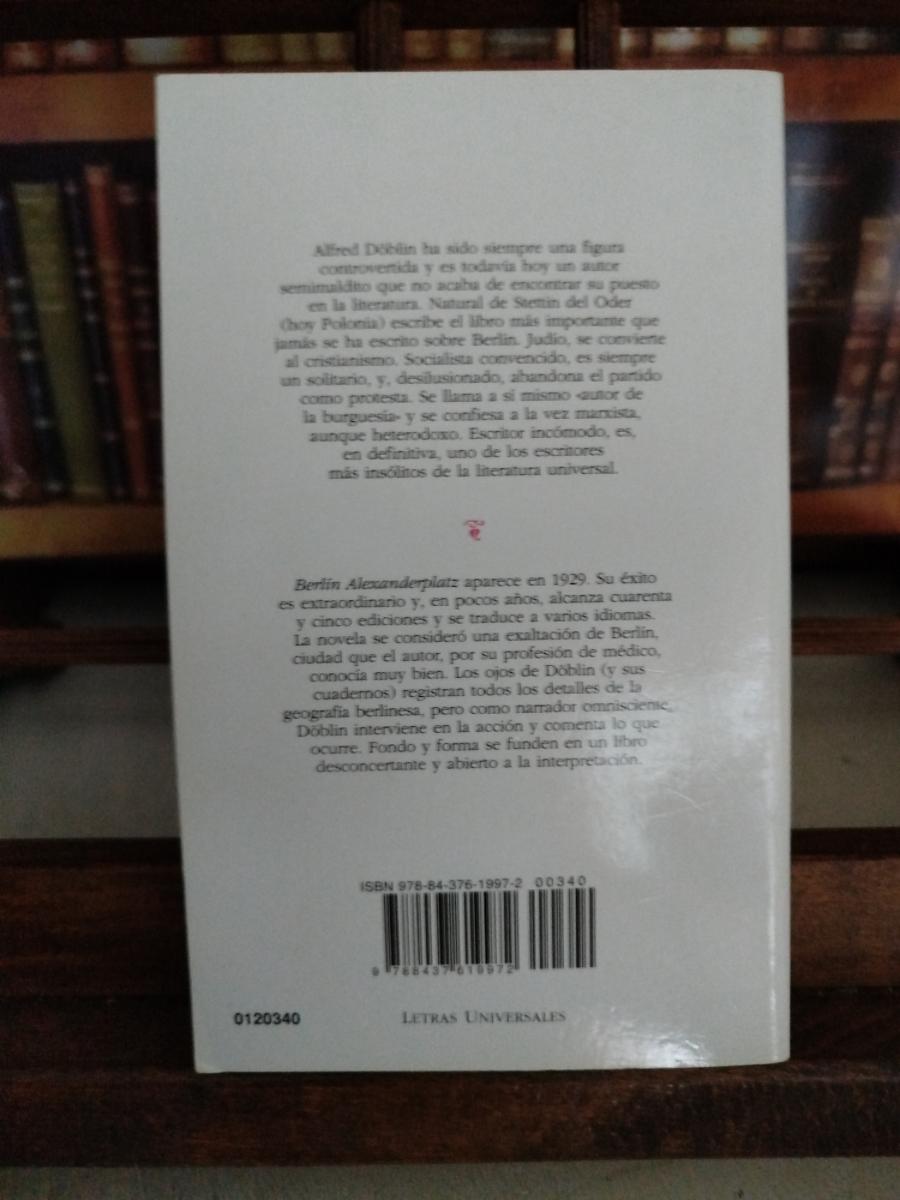 Alfred Döblin ha sido siempre una figura
controvertida y es todavía hoy un autor
semimaldito que no acaba de encontrar su puesto
en la literatura. Natural de Stettin del Oder
(hoy Polonia) escribe el libro más importante que
jamás se ha escrito sobre Berlín. Judío, se convierte
al cristianismo. Socialista convencido, es siempre
un solitario, y, desilusionado, abandona el partido
como protesta. Se llama a sí mismo «autor de
la burguesía» y se confiesa a la vez marxista,
aunque heterodoxo. Escritor incómodo, es,
en definitiva, uno de los escritores
más insólitos de la literatura universal.
Berlín Alexanderplatz aparece en 1929. Su éxito
es extraordinario y, en pocos años, alcanza cuarenta
y cinco ediciones y se traduce a varios idiomas.
La novela se consideró una exaltación de Berlín,
ciudad que el autor, por su profesión de médico,
conocía muy bien. Los ojos de Döblin (y sus
cuadernos) registran todos los detalles de la
geografía berlinesa, pero como narrador omnisciente,
Döblin interviene en la acción y comenta lo que
ocurre. Fondo y forma se funden en un libro
desconcertante y abierto a la interpretación.
ISBN 978-84-376-1997-2 00340
9 788437 619972
0120340 LETRAS UNIVERSALES